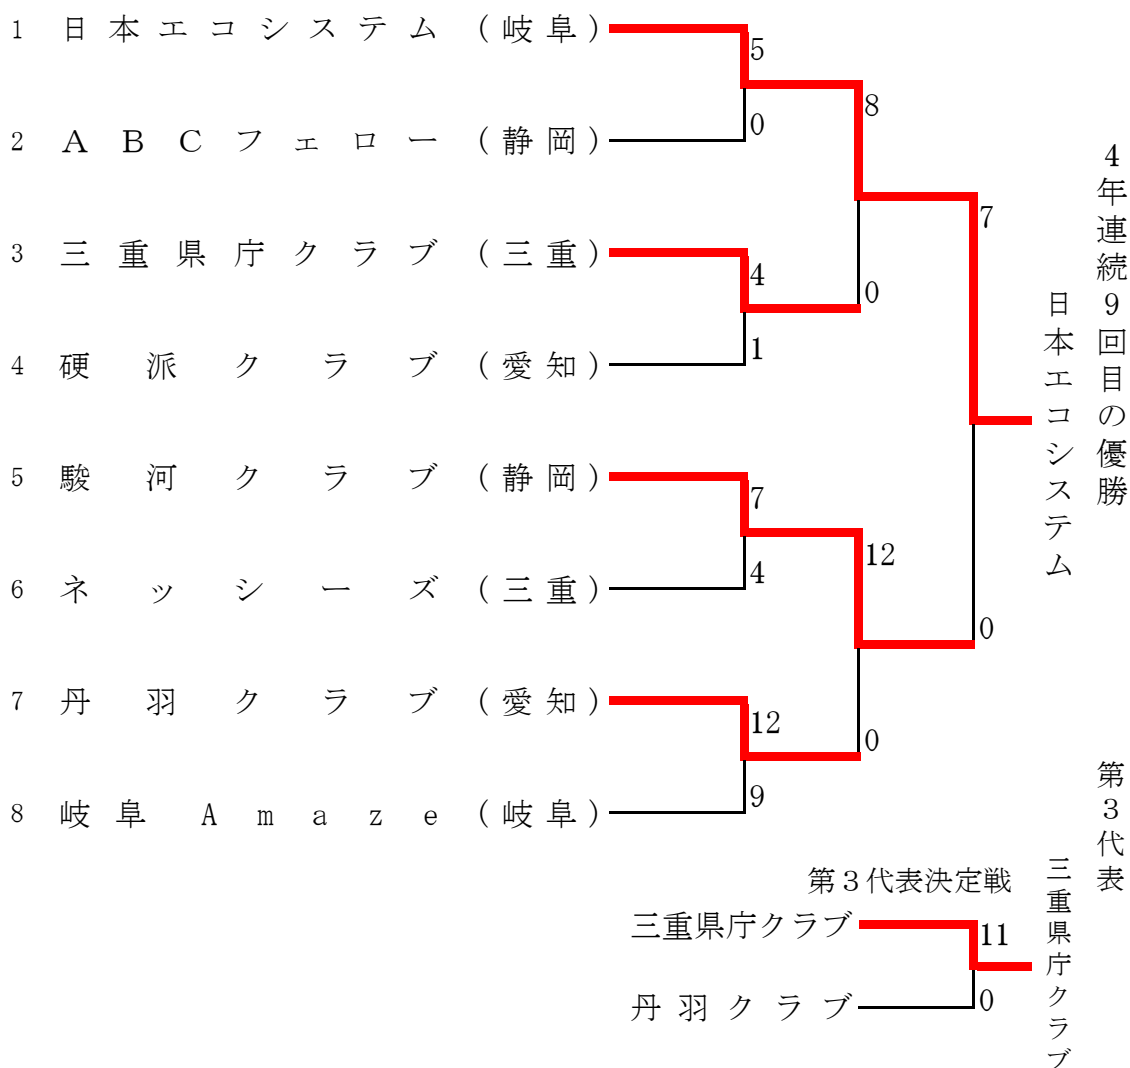 1 日本エコシステム (岐阜)
5
0
2 ＡＢＣフェロー (静岡)
8
0
3 三重県庁クラブ (三重)
4
1
4 硬派クラブ (愛知)
7
0
5 駿河クラブ (静岡)
7
4
6 ネッシーズ (三重)
12
0
7 丹羽クラブ (愛知)
12
9
8 岐阜Ａｍａｚｅ (岐阜)
4年連続9回目の優勝
日本エコシステム
第3代表
三重県庁クラブ
第3代表決定戦
三重県庁クラブ
11
0
丹羽クラブ